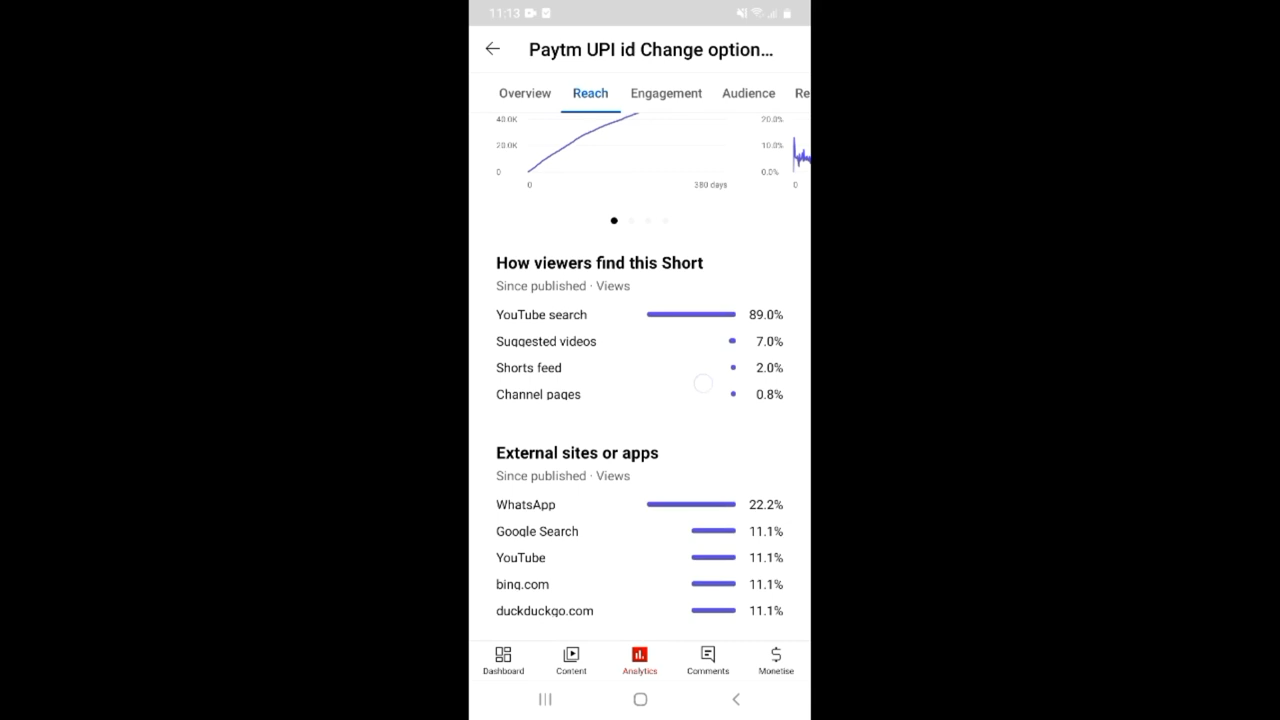 11:13
Paytm UPI id Change option...
Overview Reach Engagement Audience Re
40.0K 20.0%
20.0K 10.0%
0 0.0%
0 380 days 0
How viewers find this Short
Since published · Views
YouTube search 89.0%
Suggested videos 7.0%
Shorts feed 2.0%
Channel pages 0.8%
External sites or apps
Since published · Views
WhatsApp 22.2%
Google Search 11.1%
YouTube 11.1%
bing.com 11.1%
duckduckgo.com 11.1%
Dashboard Content Analytics Comments Monetise